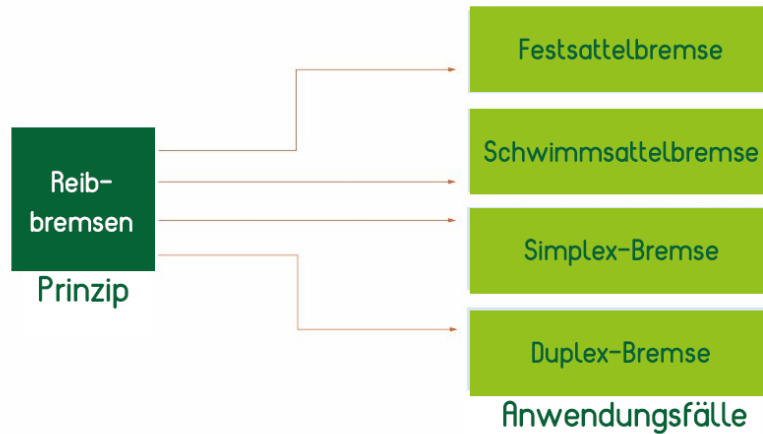 Reib-
bremsen
Prinzip
Festsattelbremse
Schwimmsattelbremse
Simplex-Bremse
Duplex-Bremse
Anwendungsfälle